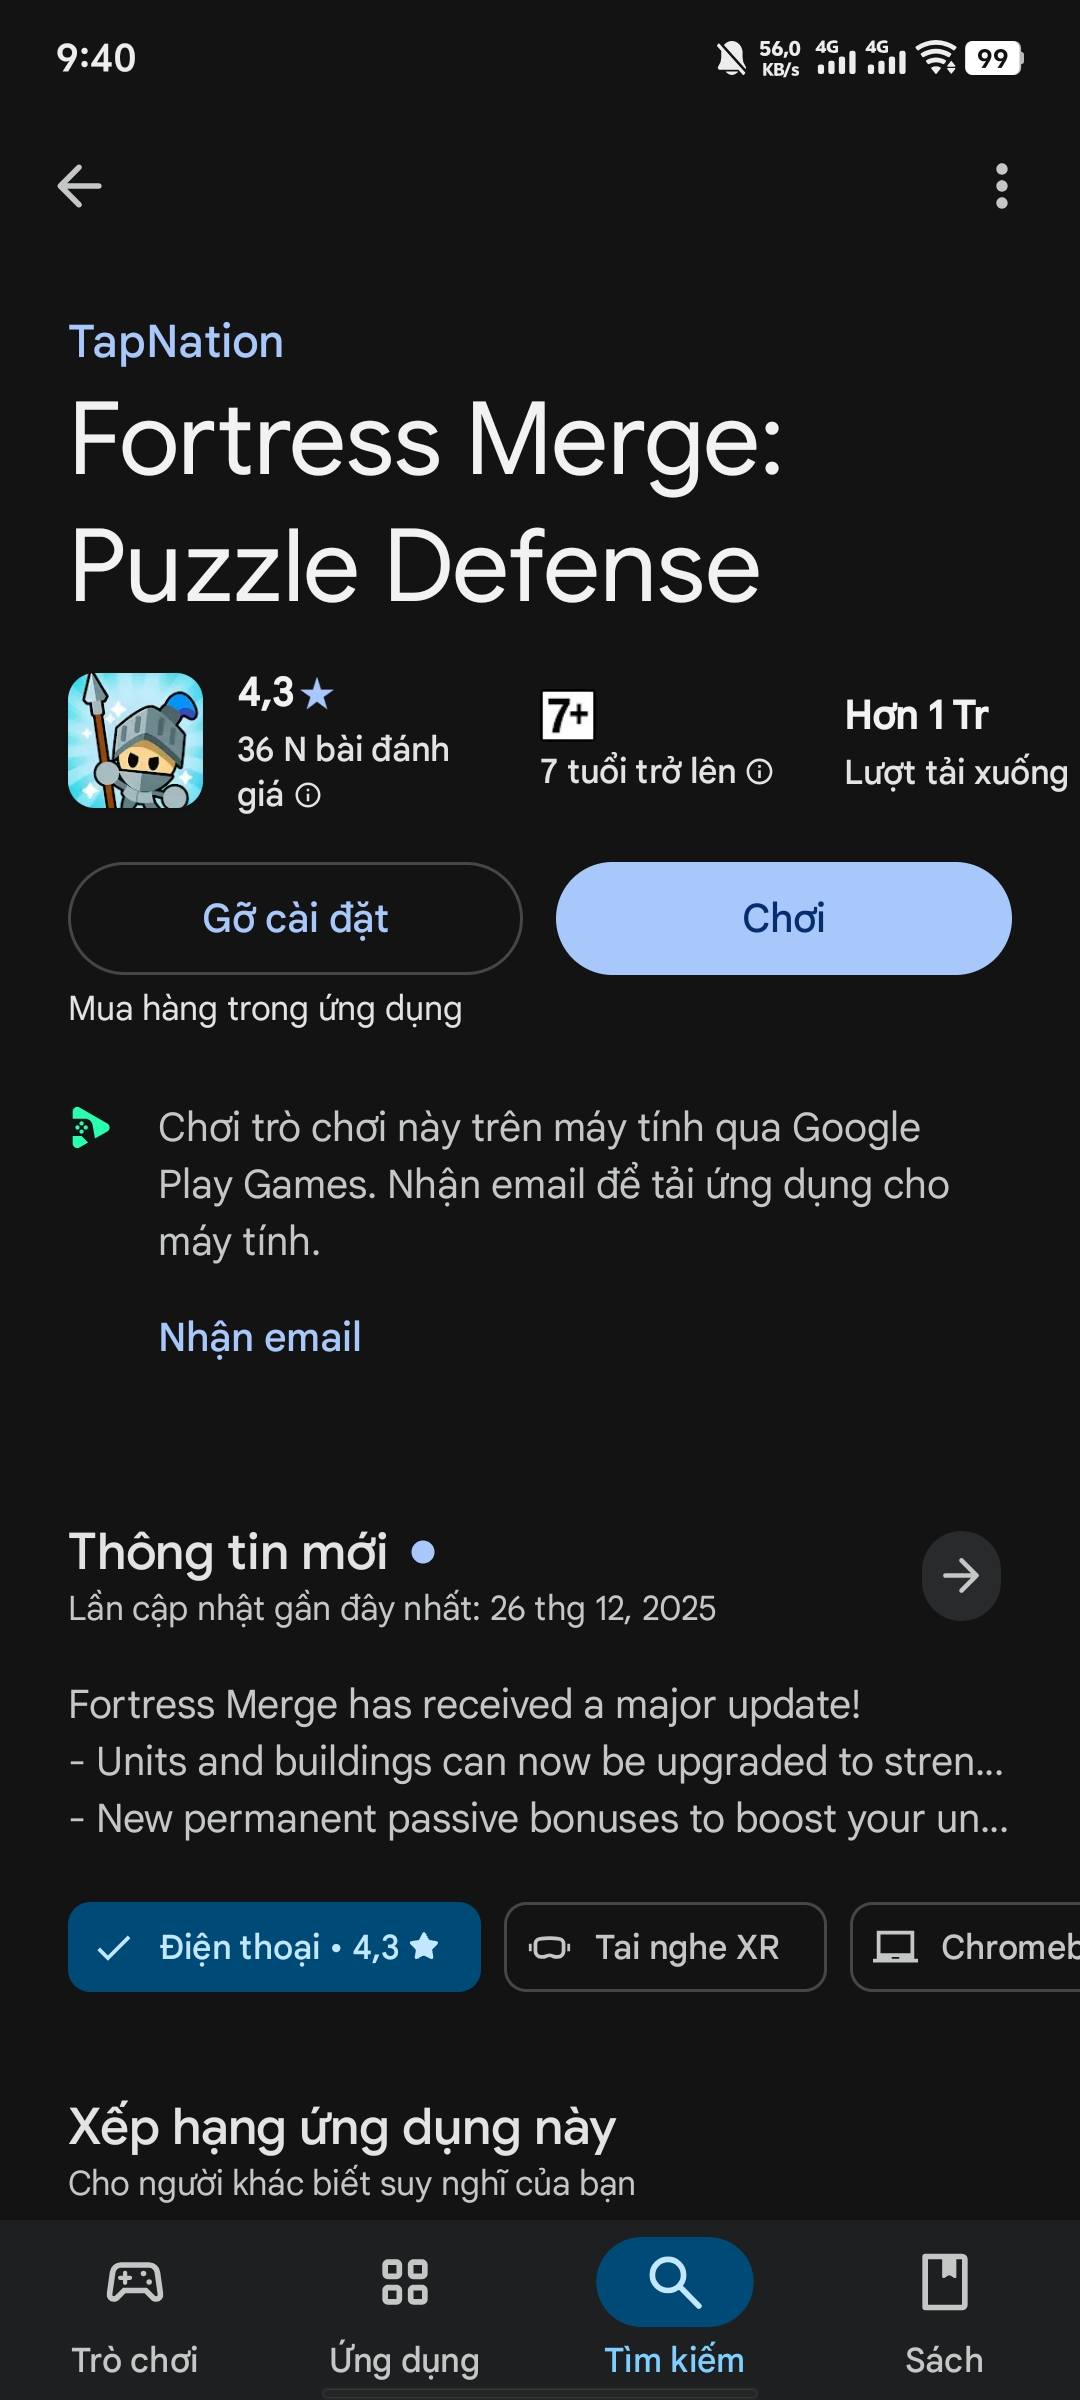 9:40
56,0 KB/s 4G 4G 99
TapNation
Fortress Merge:
Puzzle Defense
4,3★
36 N bài đánh
giá
7+
7 tuổi trở lên
Hơn 1 Tr
Lượt tải xuống
Gỡ cài đặt
Chơi
Mua hàng trong ứng dụng
Chơi trò chơi này trên máy tính qua Google
Play Games. Nhận email để tải ứng dụng cho
máy tính.
Nhận email
Thông tin mới
Lần cập nhật gần đây nhất: 26 thg 12, 2025
Fortress Merge has received a major update!
- Units and buildings can now be upgraded to stren...
- New permanent passive bonuses to boost your un...
Điện thoại • 4,3★
Tai nghe XR
Chromeb
Xếp hạng ứng dụng này
Cho người khác biết suy nghĩ của bạn
Trò chơi
Ứng dụng
Tìm kiếm
Sách